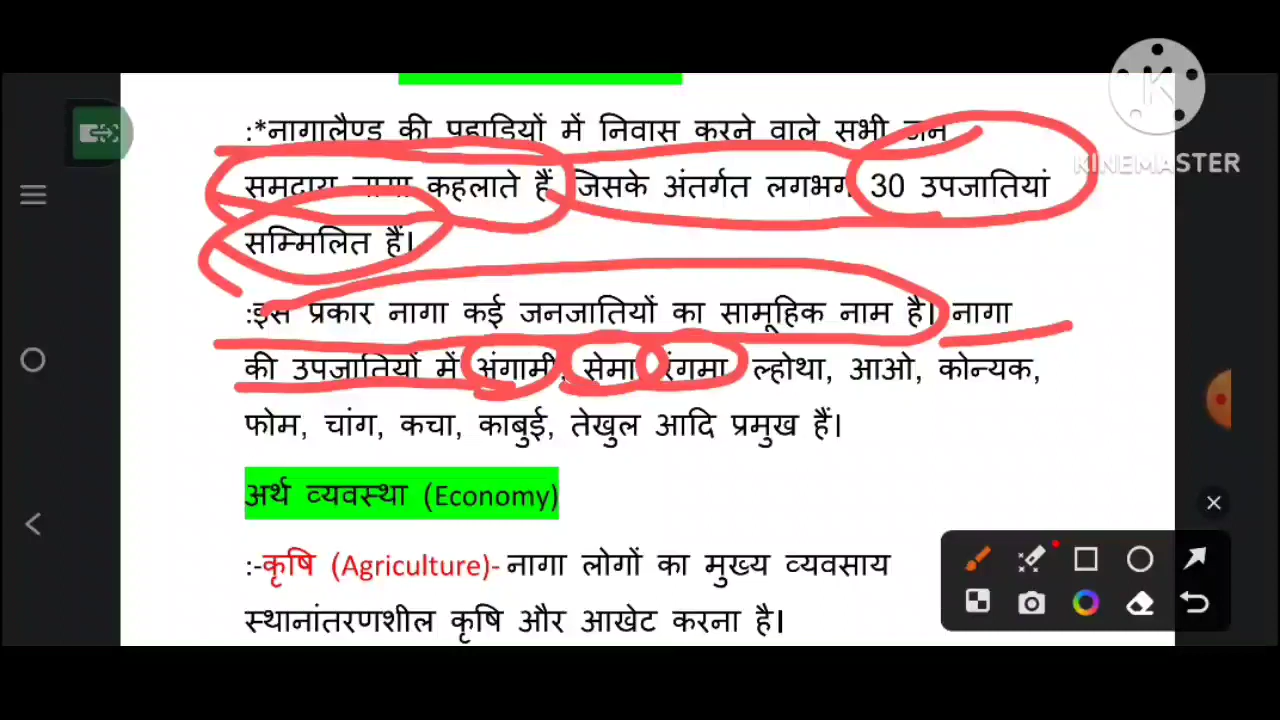 :*नागालैण्ड की पहाडियों में निवास करने वाले सभी जन
समुदाय नागा कहलाते हैं जिसके अंतर्गत लगभग 30 उपजातियां
सम्मिलित हैं।
:इस प्रकार नागा कई जनजातियों का सामूहिक नाम है। नागा
की उपजातियों में अंगामी, सेमा रंगमा ल्होथा, आओ, कोन्यक,
फोम, चांग, कचा, काबुई, तेखुल आदि प्रमुख हैं।
अर्थ व्यवस्था (Economy)
:-कृषि (Agriculture)- नागा लोगों का मुख्य व्यवसाय
स्थानांतरणशील कृषि और आखेट करना है।
K
KINEMASTER